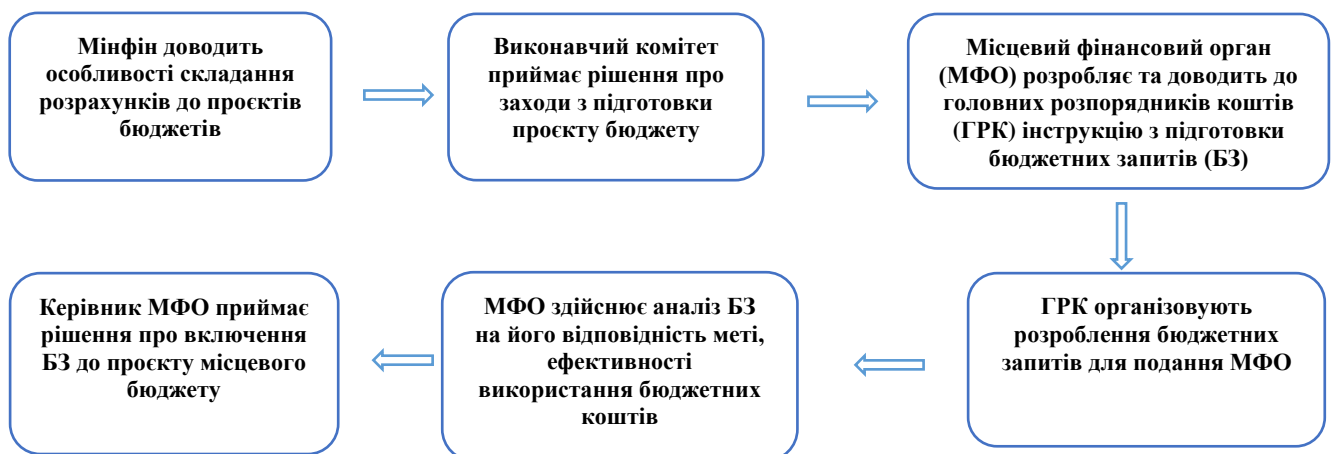 Мінфін доводить
особливості складання
розрахунків до проєктів
бюджетів
Виконавчий комітет
приймає рішення про
заходи з підготовки
проєкту бюджету
Місцевий фінансовий орган
(МФО) розробляє та доводить до
головних розпорядників коштів
(ГРК) інструкцію з підготовки
бюджетних запитів (БЗ)
ГРК організовують
розроблення бюджетних
запитів для подання МФО
МФО здійснює аналіз БЗ
на його відповідність меті,
ефективності
використання бюджетних
коштів
Керівник МФО приймає
рішення про включення
БЗ до проєкту місцевого
бюджету